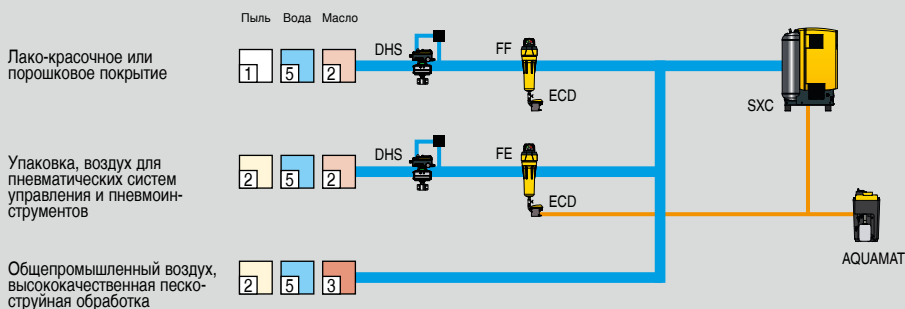 Пыль Вода Масло
Лако-красочное или
порошковое покрытие
1 5 2
DHS
FF
ECD
SXC
Упаковка, воздух для
пневматических систем
управления и пневмоин-
струментов
2 5 2
DHS
FE
ECD
AQUAMAT
Общепромышленный воздух,
высококачественная песко-
струйная обработка
2 5 3